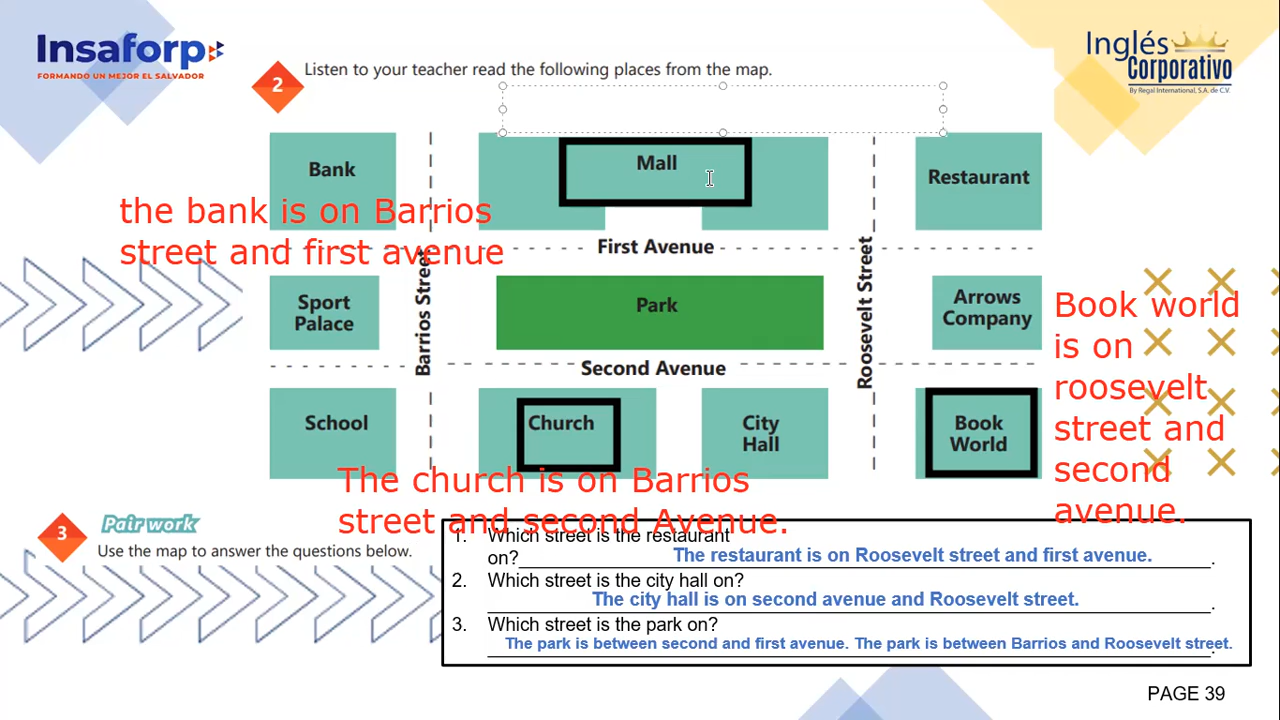 Insaforp
FORMANDO UN MEJOR EL SALVADOR
Inglés
Corporativo
By Regal International, S.A. de C.V.
2
Listen to your teacher read the following places from the map.
Bank
Mall
Restaurant
the bank is on Barrios
street and first avenue
First Avenue
Barrios Street
Roosevelt Street
Sport
Palace
Park
Arrows
Company
Second Avenue
School
Church
City
Hall
Book
World
Book world
is on
roosevelt
street and
second
avenue.
The church is on Barrios
street and second Avenue.
3
Pair work
Use the map to answer the questions below.
1. Which street is the restaurant
on? The restaurant is on Roosevelt street and first avenue. .
2. Which street is the city hall on?
The city hall is on second avenue and Roosevelt street. .
3. Which street is the park on?
The park is between second and first avenue. The park is between Barrios and Roosevelt street. .
PAGE 39